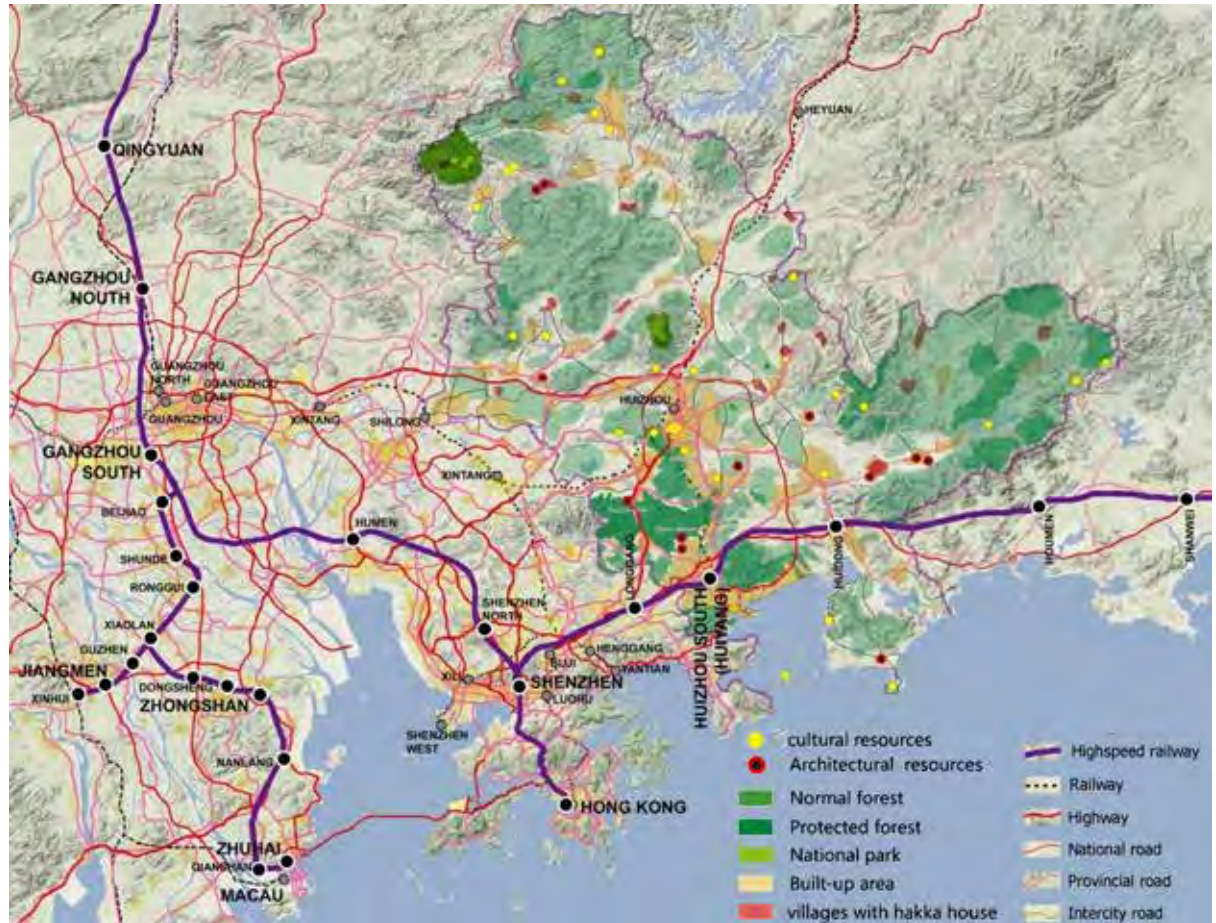 HEYUAN
QINGYUAN
GANGZHOU
NOUTH
GUANGZHOU
NORTH
GUANGZHOU
EAST
GUANGZHOU
XINTANG
SHILONG
HUIZHOU
GANGZHOU
SOUTH
XINTANG
BEIJIAO
HUMEN
SHUNDE
RONGGUI
LONGGANG
HUIDONG
HOUMEN
SHANWEI
SHENZHEN
NORTH
XIAOLAN
GUZHEN
HUIZHOU SOUTH
(HUIYANG)
HENGGANG
BUJI
YANTIAN
JIANGMEN
XINHUI
DONGSHENG
ZHONGSHAN
XILI
SHENZHEN
LUOHU
SHENZHEN
WEST
NANLANG
HONG KONG
ZHUHAI
QIANSHAN
MACAU
cultural resources
Architectural resources
Normal forest
Protected forest
National park
Built-up area
villages with hakka house
Highspeed railway
Railway
Highway
National road
Provincial road
Intercity road